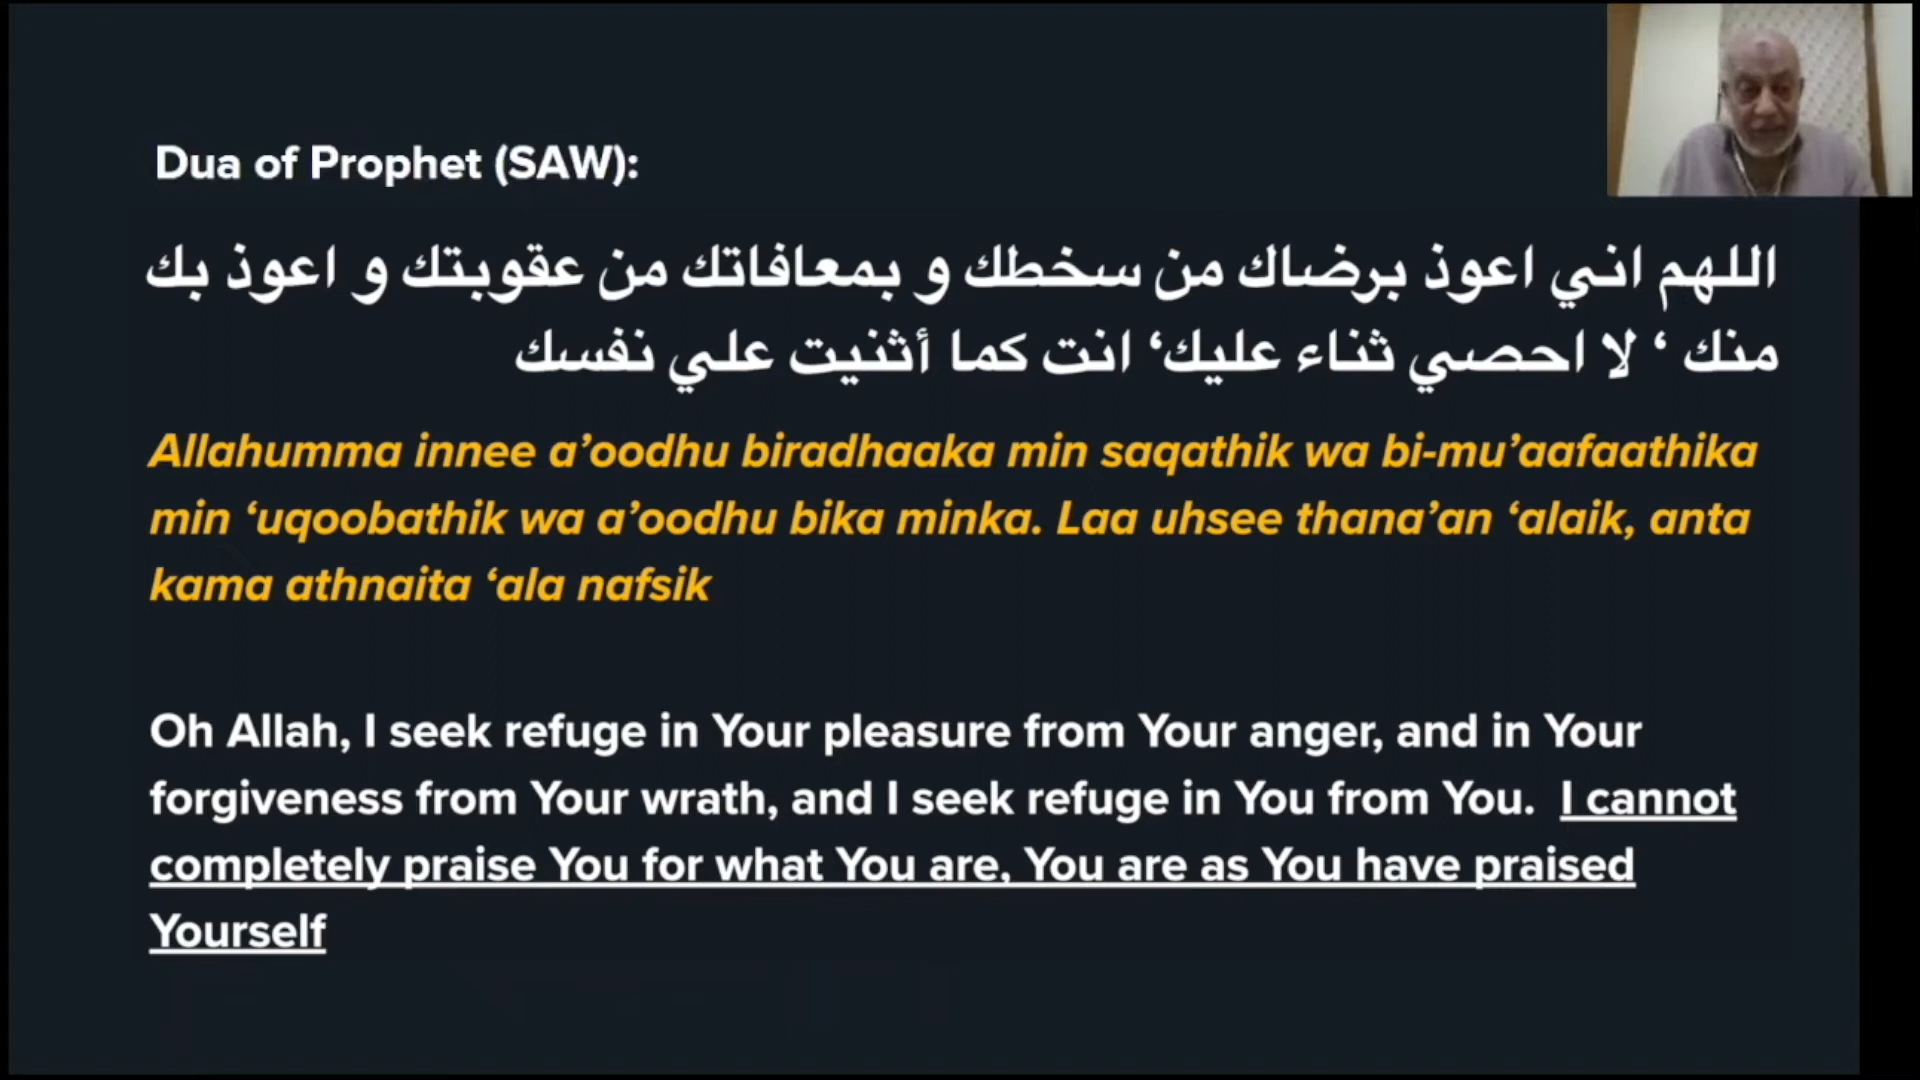 Dua of Prophet (SAW):
اللهم اني اعوذ برضاك من سخطك و بمعافاتك من عقوبتك و اعوذ بك
منك ‘ لا احصي ثناء عليك‘ انت كما أثنيت علي نفسك
Allahumma innee a’oodhu biradhaaka min saqathik wa bi-mu’aafaathika
min ‘uqoobathik wa a’oodhu bika minka. Laa uhsee thana’an ‘alaik, anta
kama athnaita ‘ala nafsik
Oh Allah, I seek refuge in Your pleasure from Your anger, and in Your
forgiveness from Your wrath, and I seek refuge in You from You. I cannot
completely praise You for what You are, You are as You have praised
Yourself